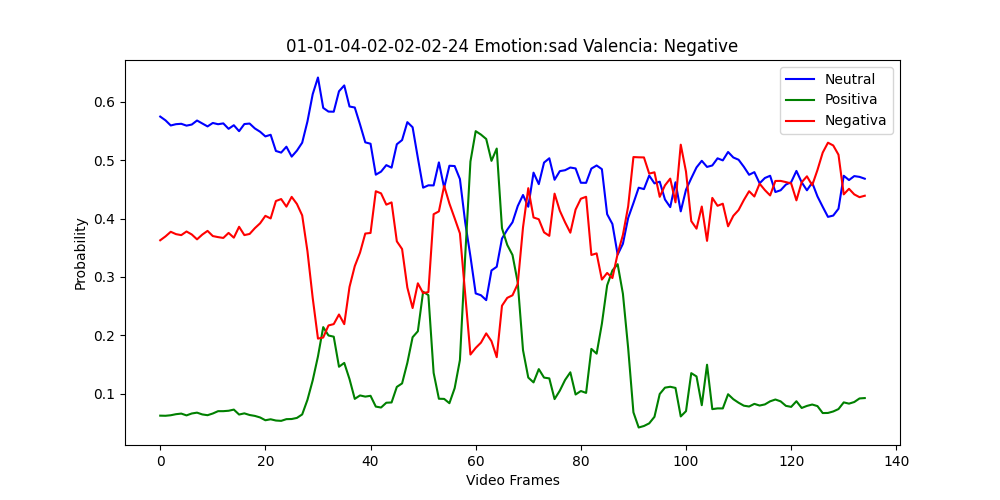 01-01-04-02-02-02-24 Emotion:sad Valencia: Negative
Neutral
Positiva
Negativa
Probability
0.6
0.5
0.4
0.3
0.2
0.1
0 20 40 60 80 100 120 140
Video Frames